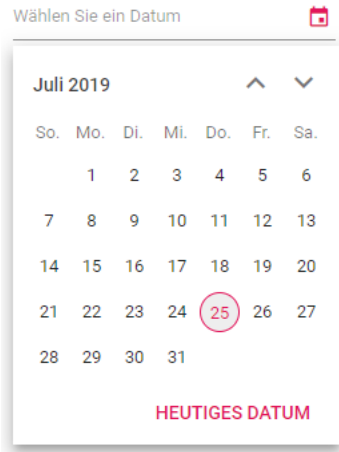 Wählen Sie ein Datum
Juli 2019
So. Mo. Di. Mi. Do. Fr. Sa.
1 2 3 4 5 6
7 8 9 10 11 12 13
14 15 16 17 18 19 20
21 22 23 24 25 26 27
28 29 30 31
HEUTIGES DATUM